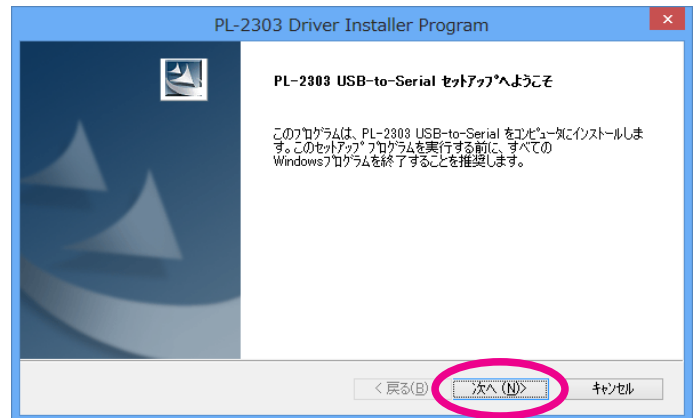 PL-2303 Driver Installer Program
PL-2303 USB-to-Serial ｾｯﾄｱｯﾌﾟへようこそ
このﾌﾟﾛｸﾞﾗﾑは、PL-2303 USB-to-Serial をｺﾝﾋﾟｭｰﾀにｲﾝｽﾄｰﾙしま
す。このｾｯﾄｱｯﾌﾟ ﾌﾟﾛｸﾞﾗﾑを実行する前に、すべての
Windowsﾌﾟﾛｸﾞﾗﾑを終了することを推奨します。
< 戻る(B) 次へ (N)> ｷｬﾝｾﾙ